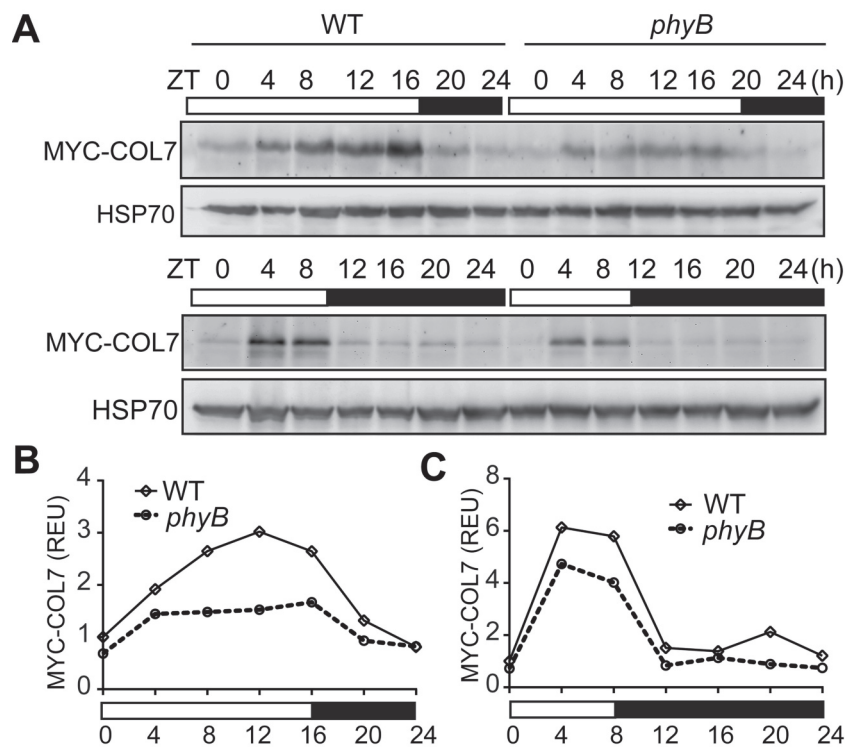 A
WT phyB
ZT 0 4 8 12 16 20 24 0 4 8 12 16 20 24 (h)
MYC-COL7
HSP70
ZT 0 4 8 12 16 20 24 0 4 8 12 16 20 24 (h)
MYC-COL7
HSP70
B
MYC-COL7 (REU)
4
3
2
1
0
WT
phyB
0 4 8 12 16 20 24
C
MYC-COL7 (REU)
8
6
4
2
0
WT
phyB
0 4 8 12 16 20 24